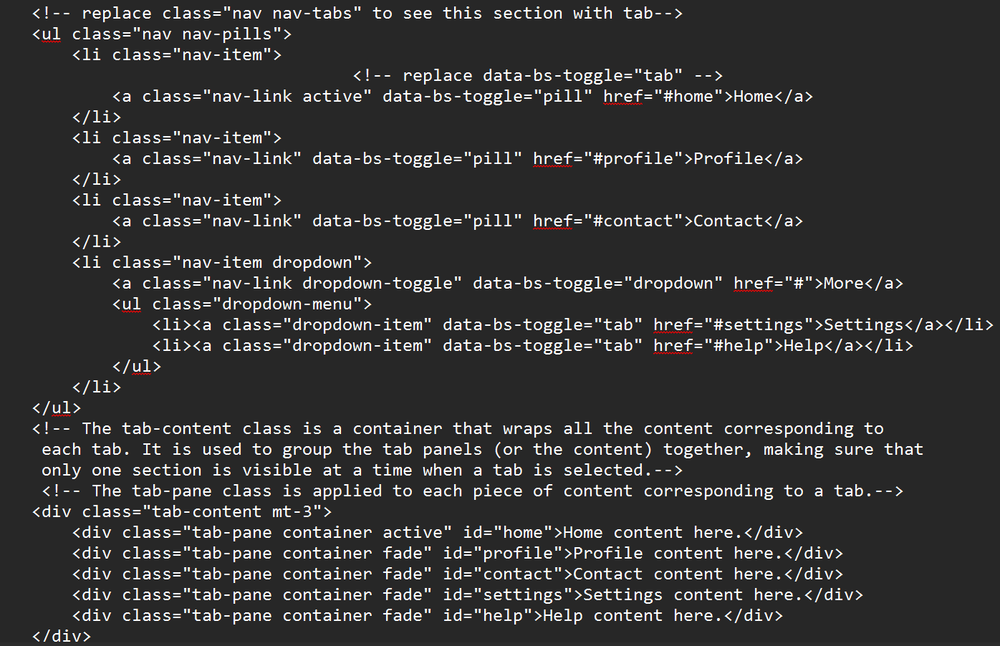 <!-- replace class="nav nav-tabs" to see this section with tab-->
<ul class="nav nav-pills">
<li class="nav-item">
<!-- replace data-bs-toggle="tab" -->
<a class="nav-link active" data-bs-toggle="pill" href="#home">Home</a>
</li>
<li class="nav-item">
<a class="nav-link" data-bs-toggle="pill" href="#profile">Profile</a>
</li>
<li class="nav-item">
<a class="nav-link" data-bs-toggle="pill" href="#contact">Contact</a>
</li>
<li class="nav-item dropdown">
<a class="nav-link dropdown-toggle" data-bs-toggle="dropdown" href="#">More</a>
<ul class="dropdown-menu">
<li><a class="dropdown-item" data-bs-toggle="tab" href="#settings">Settings</a></li>
<li><a class="dropdown-item" data-bs-toggle="tab" href="#help">Help</a></li>
</ul>
</li>
</ul>
<!-- The tab-content class is a container that wraps all the content corresponding to
each tab. It is used to group the tab panels (or the content) together, making sure that
only one section is visible at a time when a tab is selected.-->
<!-- The tab-pane class is applied to each piece of content corresponding to a tab.-->
<div class="tab-content mt-3">
<div class="tab-pane container active" id="home">Home content here.</div>
<div class="tab-pane container fade" id="profile">Profile content here.</div>
<div class="tab-pane container fade" id="contact">Contact content here.</div>
<div class="tab-pane container fade" id="settings">Settings content here.</div>
<div class="tab-pane container fade" id="help">Help content here.</div>
</div>